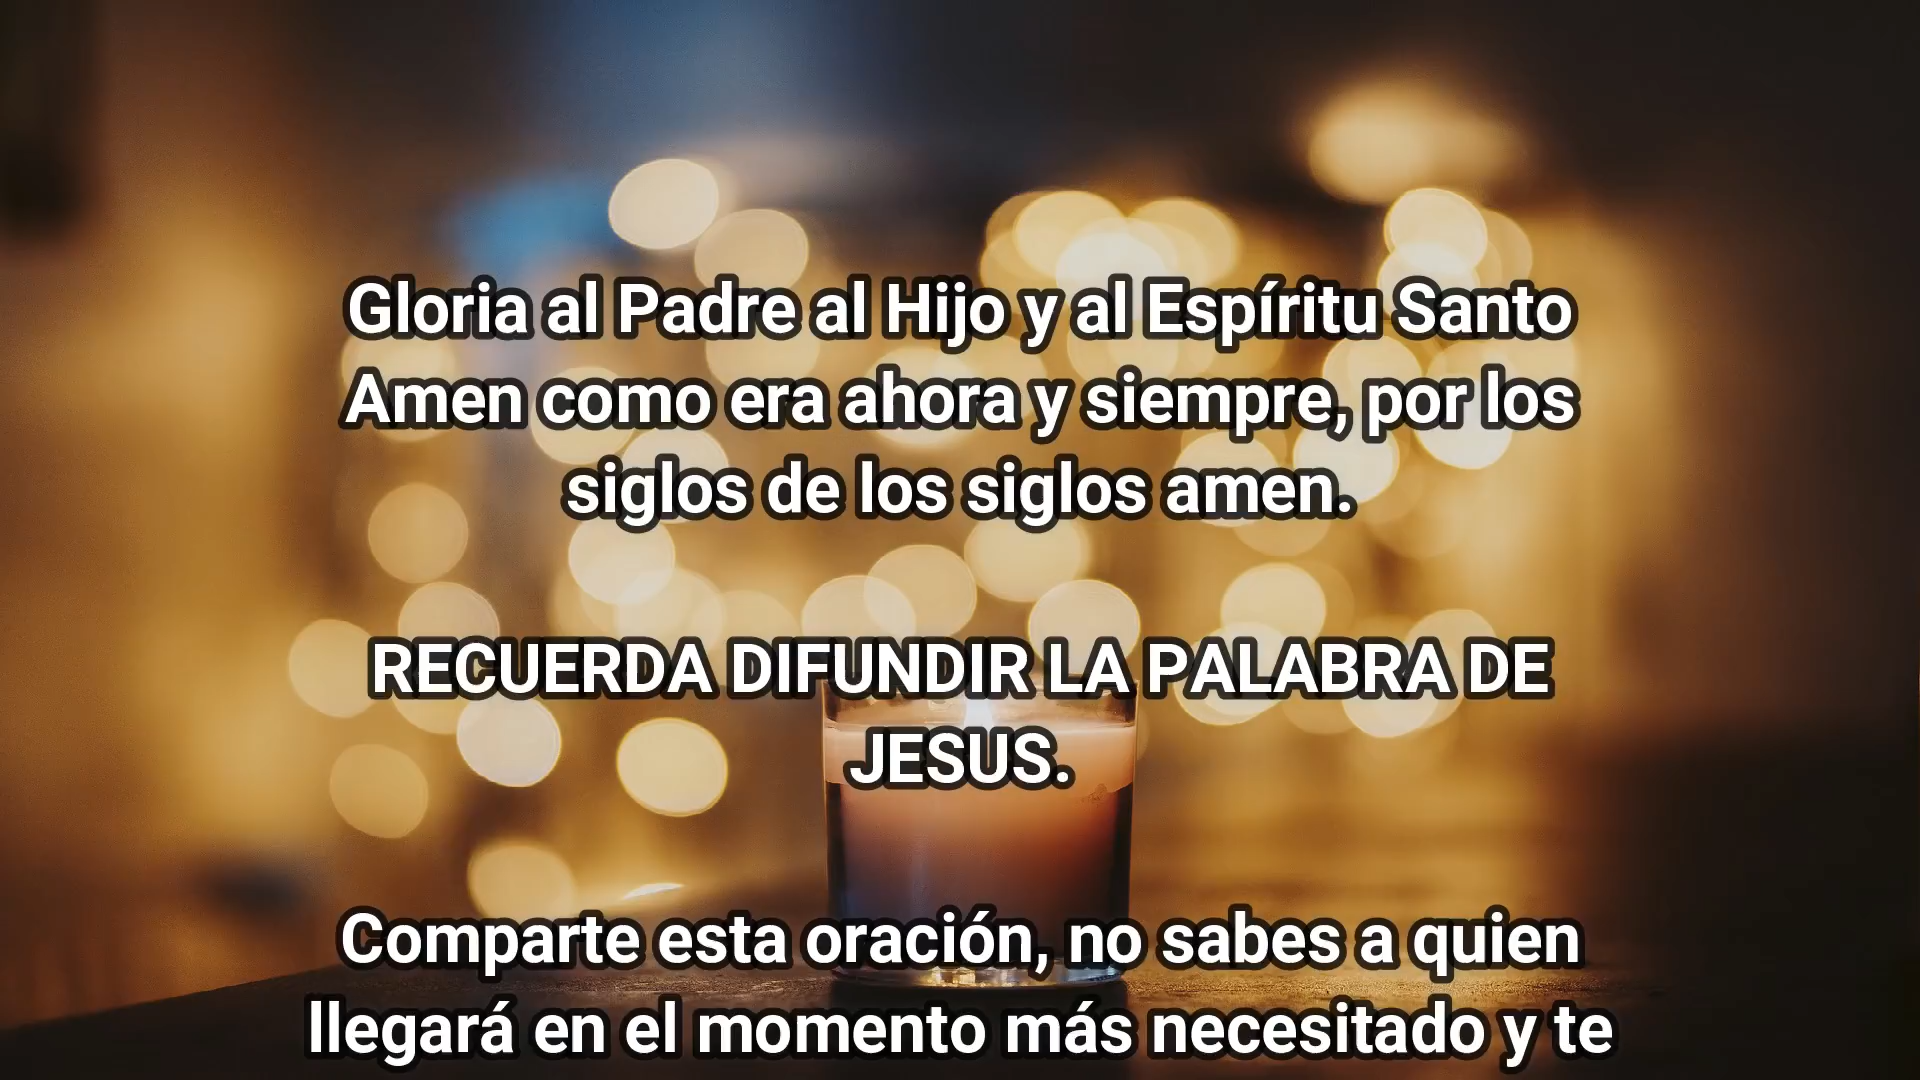 Gloria al Padre al Hijo y al Espíritu Santo
Amen como era ahora y siempre, por los
siglos de los siglos amen.
RECUERDA DIFUNDIR LA PALABRA DE
JESUS.
Comparte esta oración, no sabes a quien
llegará en el momento más necesitado y te